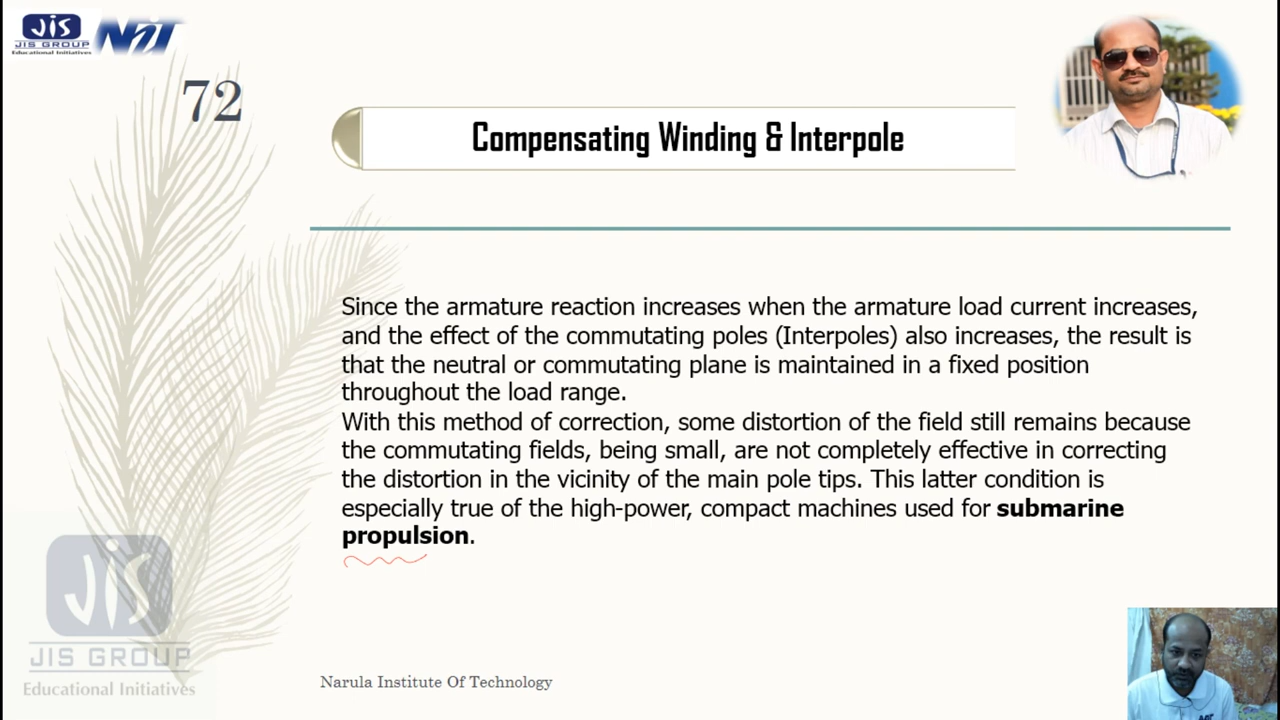 JIS
JIS GROUP
Educational Initiatives
NiT
72
Compensating Winding & Interpole
Since the armature reaction increases when the armature load current increases,
and the effect of the commutating poles (Interpoles) also increases, the result is
that the neutral or commutating plane is maintained in a fixed position
throughout the load range.
With this method of correction, some distortion of the field still remains because
the commutating fields, being small, are not completely effective in correcting
the distortion in the vicinity of the main pole tips. This latter condition is
especially true of the high-power, compact machines used for submarine
propulsion.
JIS
JIS GROUP
Educational Initiatives
Narula Institute Of Technology